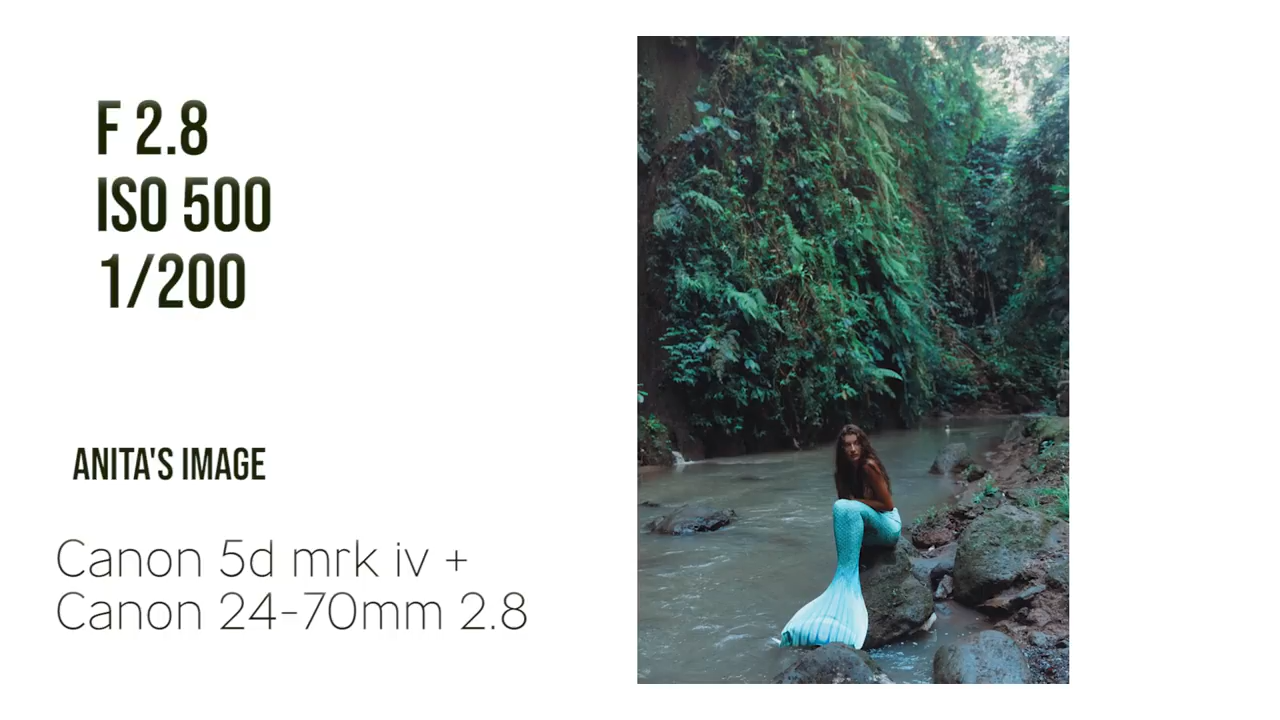 F 2.8
ISO 500
1/200
ANITA'S IMAGE
Canon 5d mrk iv +
Canon 24-70mm 2.8